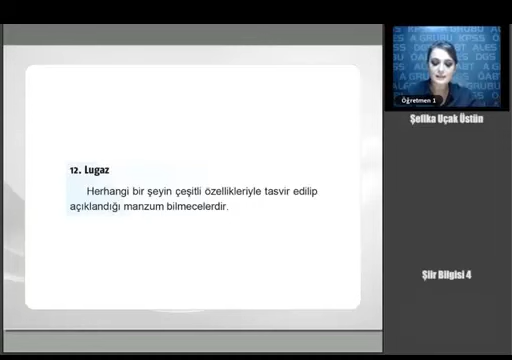 12. Lugaz
Herhangi bir şeyin çeşitli özellikleriyle tasvir edilip
açıklandığı manzum bilmecelerdir.
Öğretmen 1
Şefika Uçak Üstün
Şiir Bilgisi 4